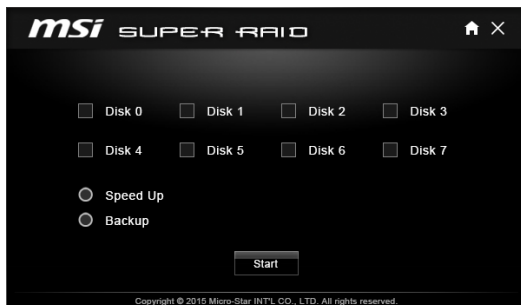 msi SUPER RAID
Disk 0 Disk 1 Disk 2 Disk 3
Disk 4 Disk 5 Disk 6 Disk 7
Speed Up
Backup
Start
Copyright © 2015 Micro-Star INT'L CO., LTD. All rights reserved.